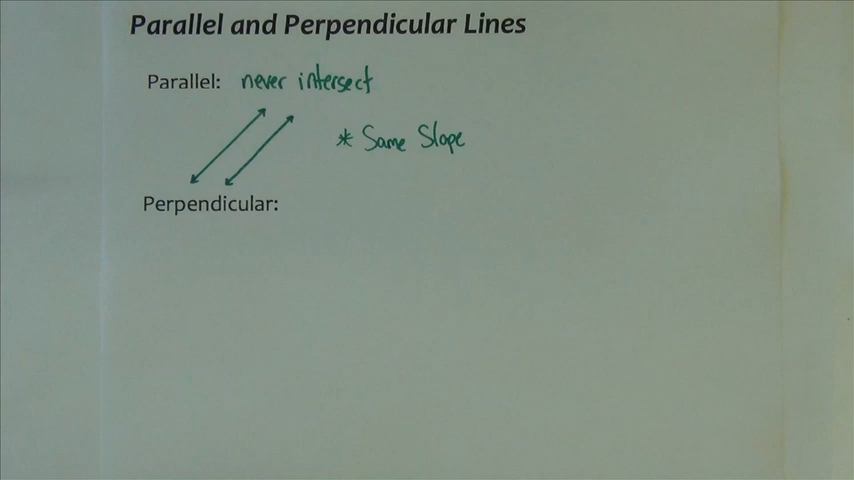 Parallel and Perpendicular Lines
Parallel: never intersect
* Same Slope
Perpendicular: